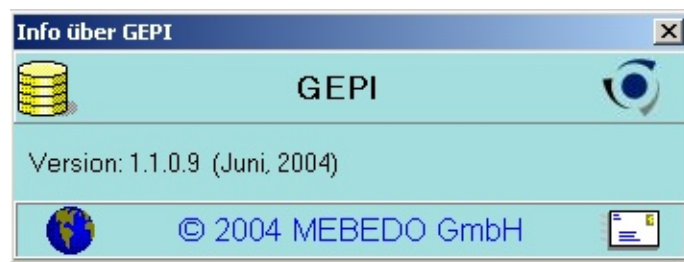 Info über GEPI
GEPI
Version: 1.1.0.9 (Juni, 2004)
© 2004 MEBEDO GmbH